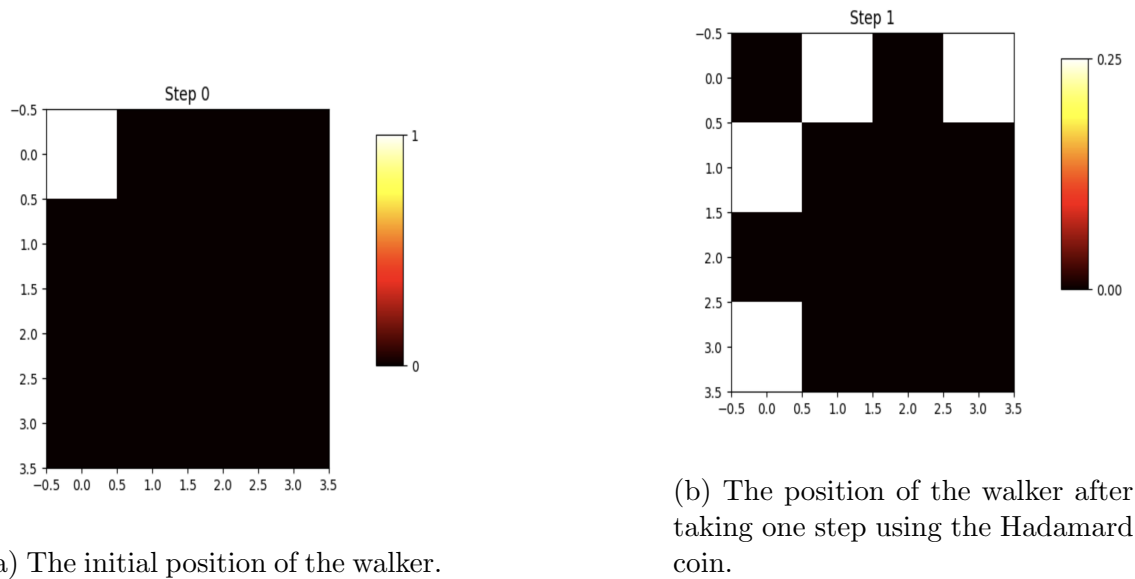 Step 0
−0.5
0.0
0.5
1.0
1.5
2.0
2.5
3.0
3.5
−0.5 0.0 0.5 1.0 1.5 2.0 2.5 3.0 3.5
1
0
) The initial position of the walker.
Step 1
−0.5
0.0
0.5
1.0
1.5
2.0
2.5
3.0
3.5
−0.5 0.0 0.5 1.0 1.5 2.0 2.5 3.0 3.5
0.25
0.00
(b) The position of the walker after
taking one step using the Hadamard
coin.